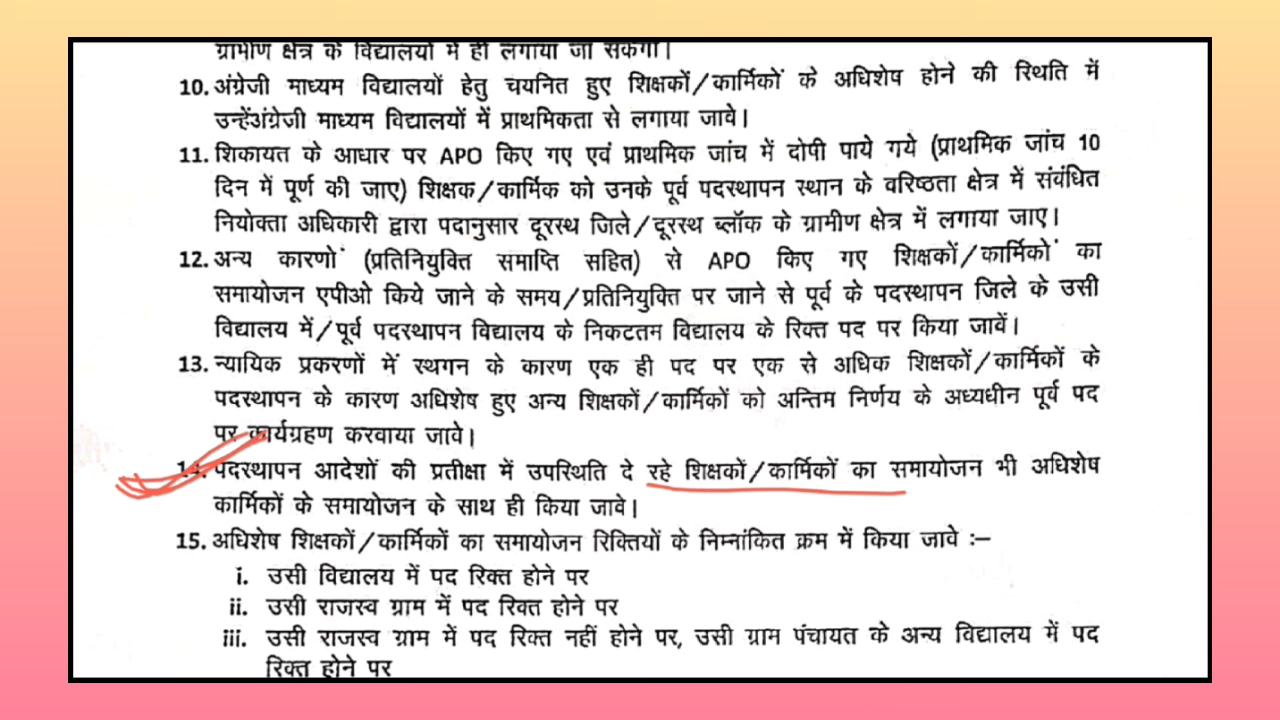 ग्रामीण क्षेत्र के विद्यालयों में ही लगाया जा सकेगा।
10. अंग्रेजी माध्यम विद्यालयों हेतु चयनित हुए शिक्षकों/कार्मिकों के अधिशेष होने की स्थिति में
उन्हेंअंग्रेजी माध्यम विद्यालयों में प्राथमिकता से लगाया जावे।
11. शिकायत के आधार पर APO किए गए एवं प्राथमिक जांच में दोषी पाये गये (प्राथमिक जांच 10
दिन में पूर्ण की जाए) शिक्षक/कार्मिक को उनके पूर्व पदस्थापन स्थान के वरिष्ठता क्षेत्र में संबंधित
नियोक्ता अधिकारी द्वारा पदानुसार दूरस्थ जिले/दूरस्थ ब्लॉक के ग्रामीण क्षेत्र में लगाया जाए।
12. अन्य कारणों (प्रतिनियुक्ति समाप्ति सहित) से APO किए गए शिक्षकों/कार्मिकों का
समायोजन एपीओ किये जाने के समय/प्रतिनियुक्ति पर जाने से पूर्व के पदस्थापन जिले के उसी
विद्यालय में/पूर्व पदस्थापन विद्यालय के निकटतम विद्यालय के रिक्त पद पर किया जावें।
13. न्यायिक प्रकरणों में स्थगन के कारण एक ही पद पर एक से अधिक शिक्षकों/कार्मिकों के
पदस्थापन के कारण अधिशेष हुए अन्य शिक्षकों/कार्मिकों को अन्तिम निर्णय के अध्यधीन पूर्व पद
पर कार्यग्रहण करवाया जावे।
14. पदस्थापन आदेशों की प्रतीक्षा में उपस्थिति दे रहे शिक्षकों/कार्मिकों का समायोजन भी अधिशेष
कार्मिकों के समायोजन के साथ ही किया जावे।
15. अधिशेष शिक्षकों/कार्मिकों का समायोजन रिक्तियों के निम्नांकित क्रम में किया जावे :–
i. उसी विद्यालय में पद रिक्त होने पर
ii. उसी राजस्व ग्राम में पद रिक्त होने पर
iii. उसी राजस्व ग्राम में पद रिक्त नहीं होने पर, उसी ग्राम पंचायत के अन्य विद्यालय में पद
रिक्त होने पर